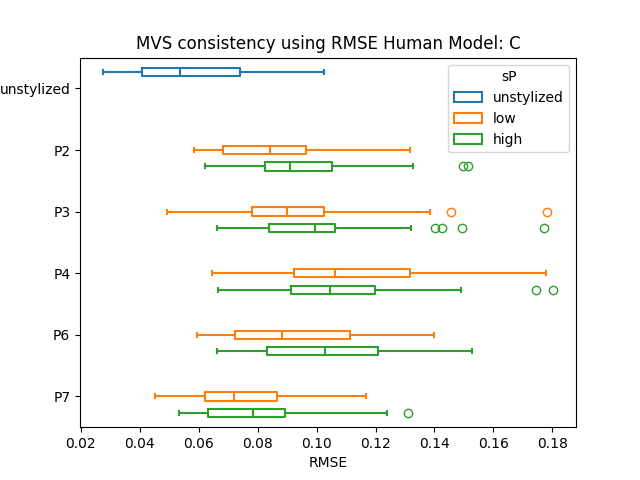 MVS consistency using RMSE Human Model: C
sP
unstylized
low
high
unstylized
P2
P3
P4
P6
P7
0.02 0.04 0.06 0.08 0.10 0.12 0.14 0.16 0.18
RMSE